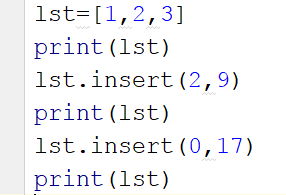 lst=[1,2,3]
print(lst)
lst.insert(2,9)
print(lst)
lst.insert(0,17)
print(lst)